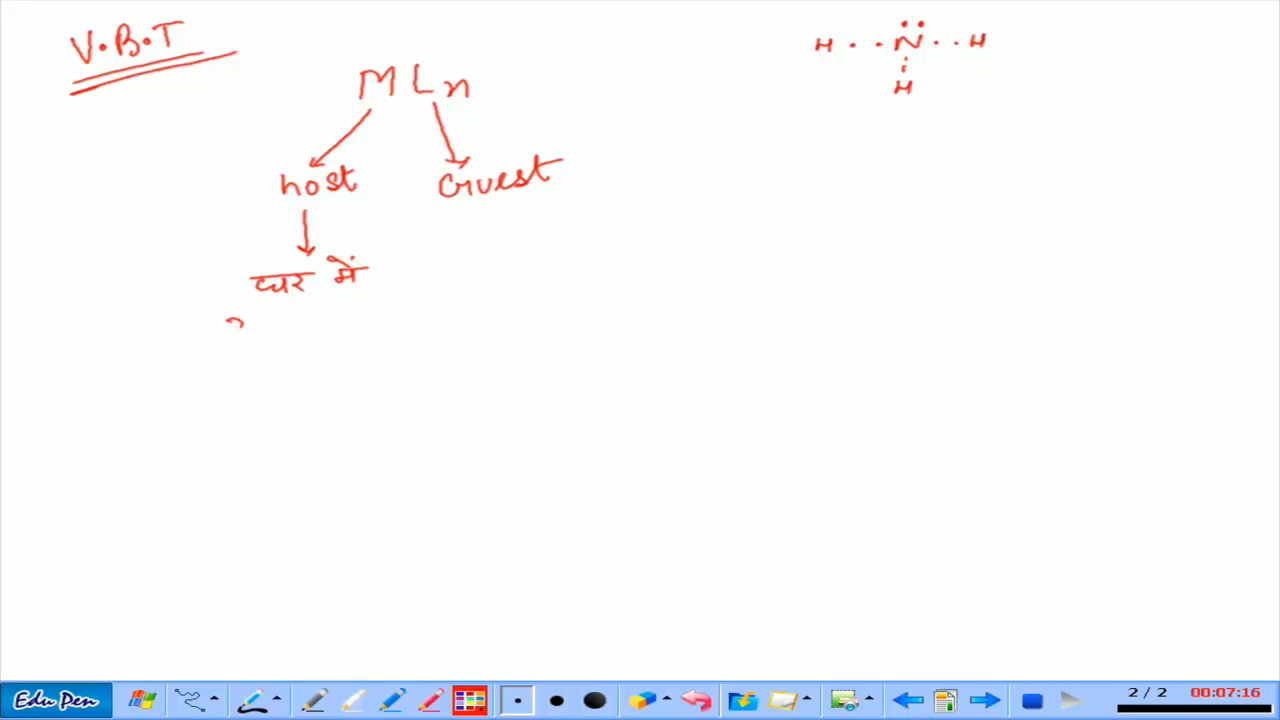 V.B.T
MLn
host Guest
घर में
H N H
H
Edu Pen
2 / 2 00:07:16